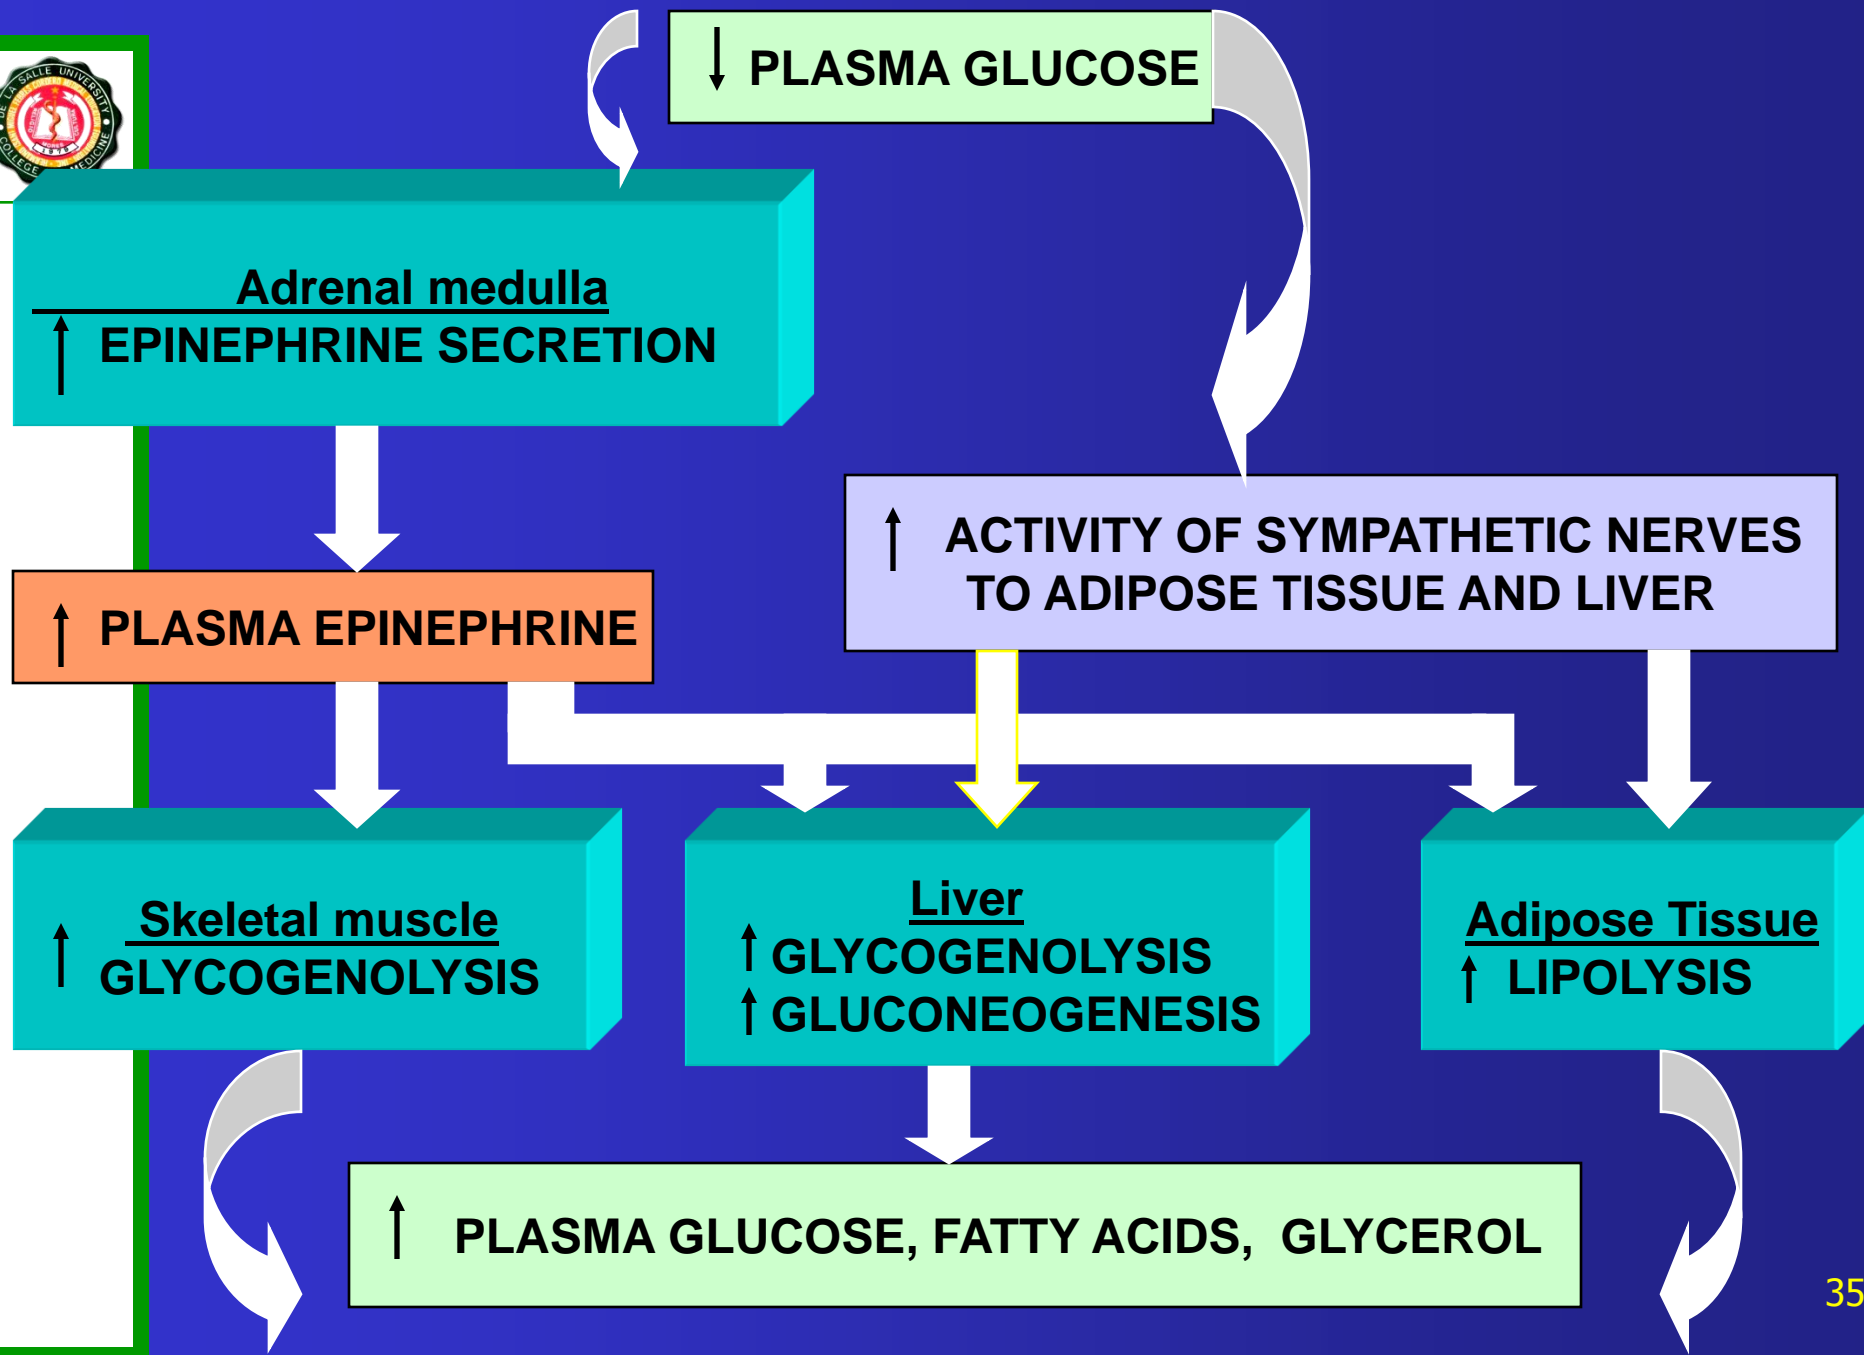 ↓ PLASMA GLUCOSE
Adrenal medulla
↑ EPINEPHRINE SECRETION
↑ ACTIVITY OF SYMPATHETIC NERVES
TO ADIPOSE TISSUE AND LIVER
↑ PLASMA EPINEPHRINE
Skeletal muscle
↑ GLYCOGENOLYSIS
Liver
↑ GLYCOGENOLYSIS
↑ GLUCONEOGENESIS
Adipose Tissue
↑ LIPOLYSIS
↑ PLASMA GLUCOSE, FATTY ACIDS, GLYCEROL
35